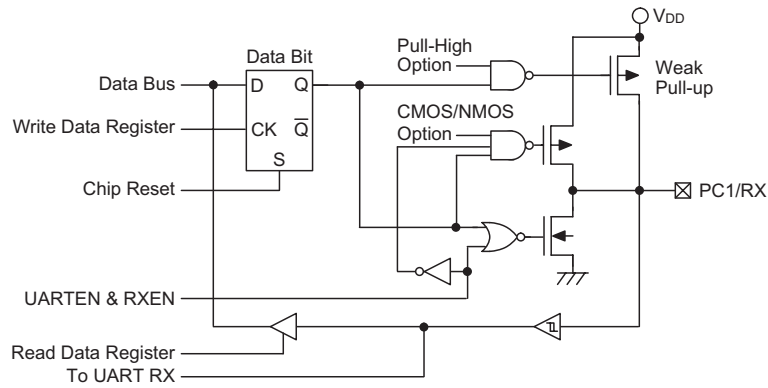 VDD
Data Bit
Pull-High
Option
Weak
Pull-up
Data Bus
D
Q
CMOS/NMOS
Option
Write Data Register
CK
Q̅
S
Chip Reset
PC1/RX
UARTEN & RXEN
Read Data Register
To UART RX